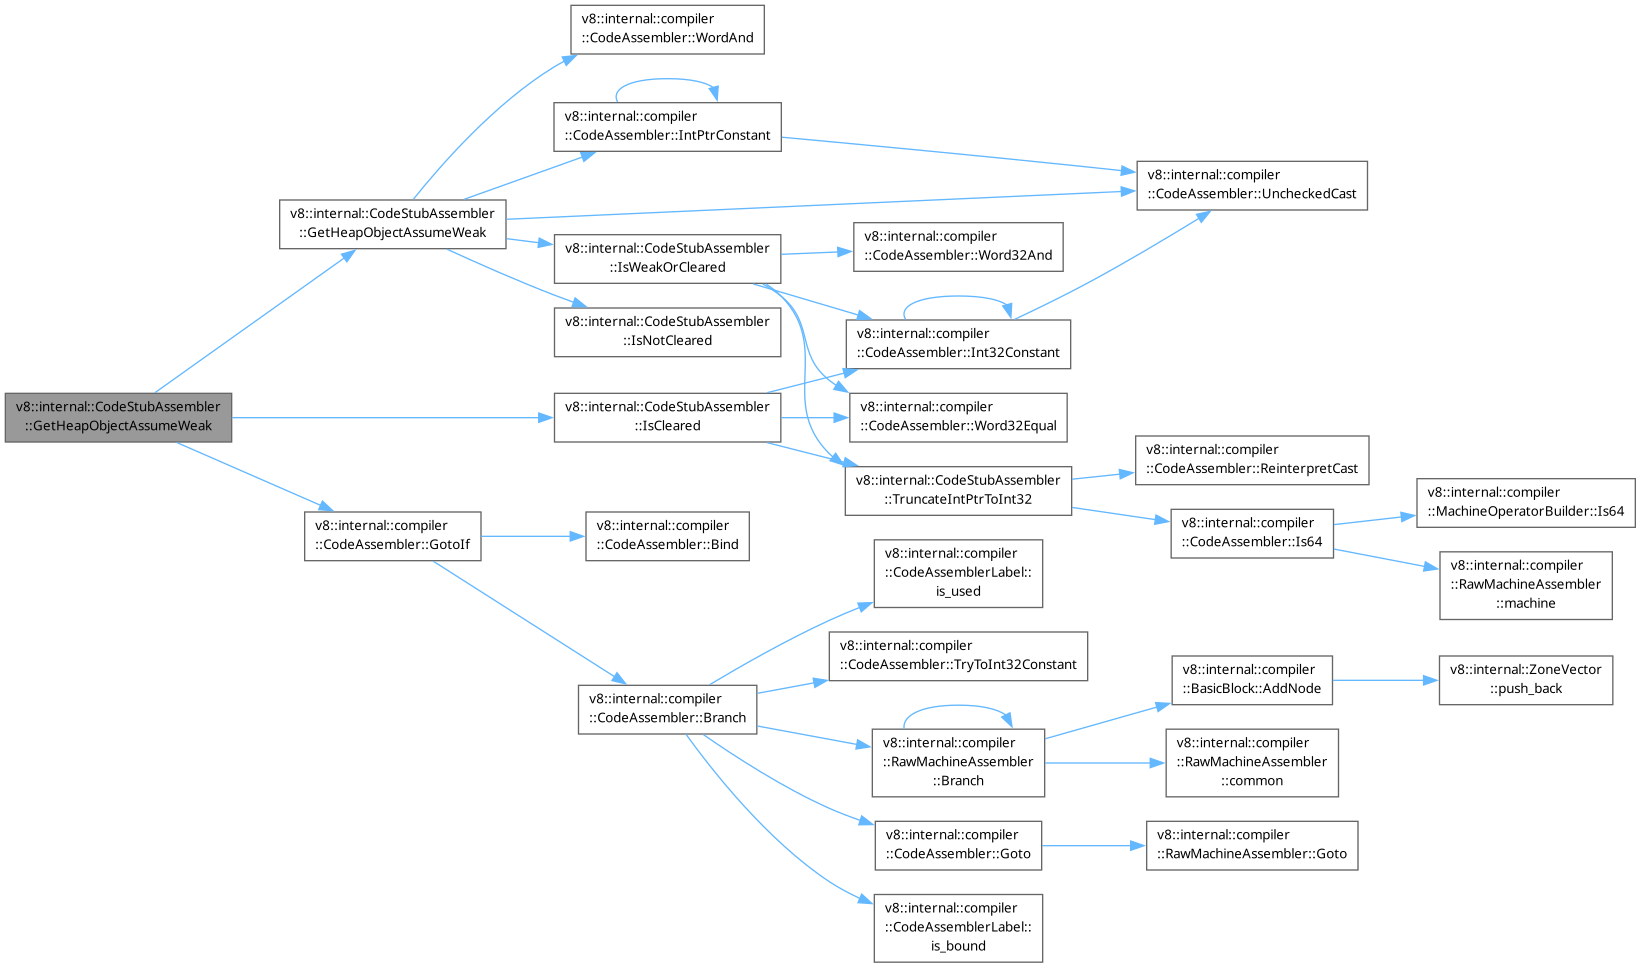 v8::internal::compiler
::CodeAssembler::WordAnd
v8::internal::compiler
::CodeAssembler::IntPtrConstant
v8::internal::compiler
::CodeAssembler::UncheckedCast
v8::internal::CodeStubAssembler
::GetHeapObjectAssumeWeak
v8::internal::CodeStubAssembler
::IsWeakOrCleared
v8::internal::compiler
::CodeAssembler::Word32And
v8::internal::CodeStubAssembler
::IsNotCleared
v8::internal::compiler
::CodeAssembler::Int32Constant
v8::internal::CodeStubAssembler
::GetHeapObjectAssumeWeak
v8::internal::CodeStubAssembler
::IsCleared
v8::internal::compiler
::CodeAssembler::Word32Equal
v8::internal::CodeStubAssembler
::TruncateIntPtrToInt32
v8::internal::compiler
::CodeAssembler::ReinterpretCast
v8::internal::compiler
::CodeAssembler::Is64
v8::internal::compiler
::MachineOperatorBuilder::Is64
v8::internal::compiler
::RawMachineAssembler
::machine
v8::internal::compiler
::CodeAssembler::GotoIf
v8::internal::compiler
::CodeAssembler::Bind
v8::internal::compiler
::CodeAssemblerLabel::
is_used
v8::internal::compiler
::CodeAssembler::TryToInt32Constant
v8::internal::compiler
::CodeAssembler::Branch
v8::internal::compiler
::BasicBlock::AddNode
v8::internal::ZoneVector
::push_back
v8::internal::compiler
::RawMachineAssembler
::Branch
v8::internal::compiler
::RawMachineAssembler
::common
v8::internal::compiler
::CodeAssembler::Goto
v8::internal::compiler
::RawMachineAssembler::Goto
v8::internal::compiler
::CodeAssemblerLabel::
is_bound